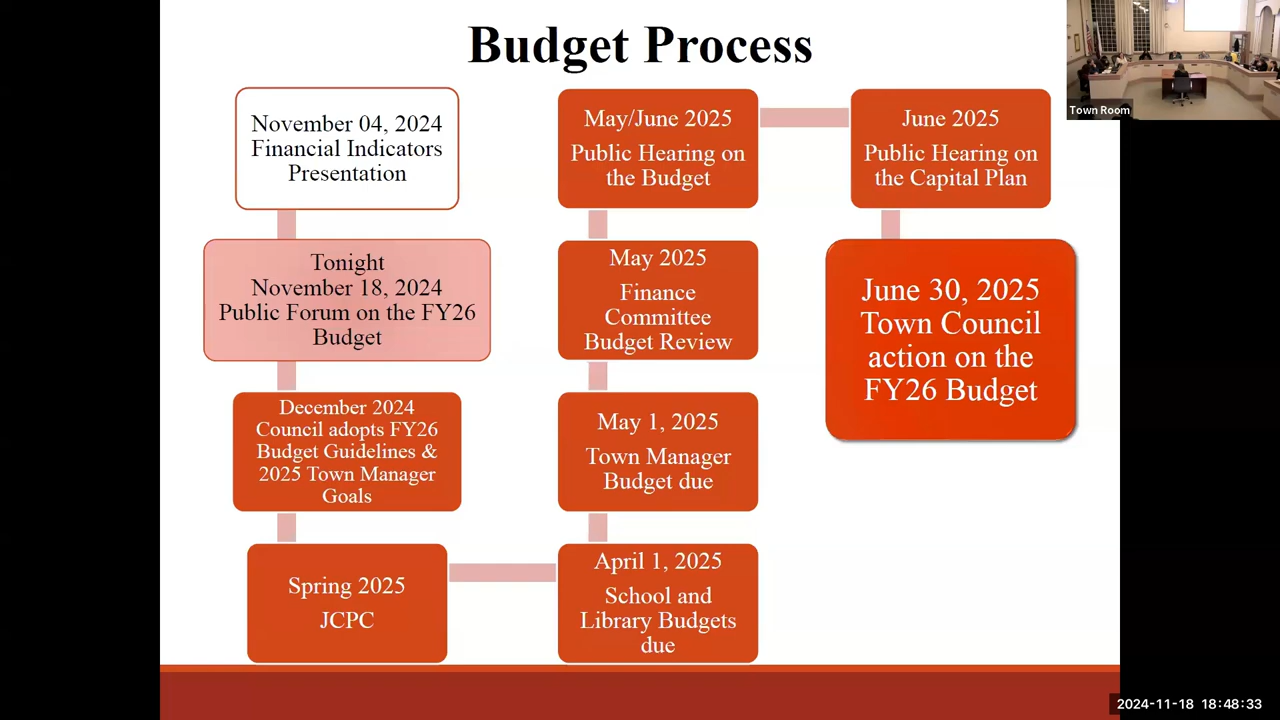 Budget Process
November 04, 2024
Financial Indicators
Presentation
Tonight
November 18, 2024
Public Forum on the FY26
Budget
December 2024
Council adopts FY26
Budget Guidelines &
2025 Town Manager
Goals
Spring 2025
JCPC
April 1, 2025
School and
Library Budgets
due
May 1, 2025
Town Manager
Budget due
May 2025
Finance
Committee
Budget Review
May/June 2025
Public Hearing on
the Budget
June 2025
Public Hearing on
the Capital Plan
June 30, 2025
Town Council
action on the
FY26 Budget
Town Room
2024-11-18 18:48:33